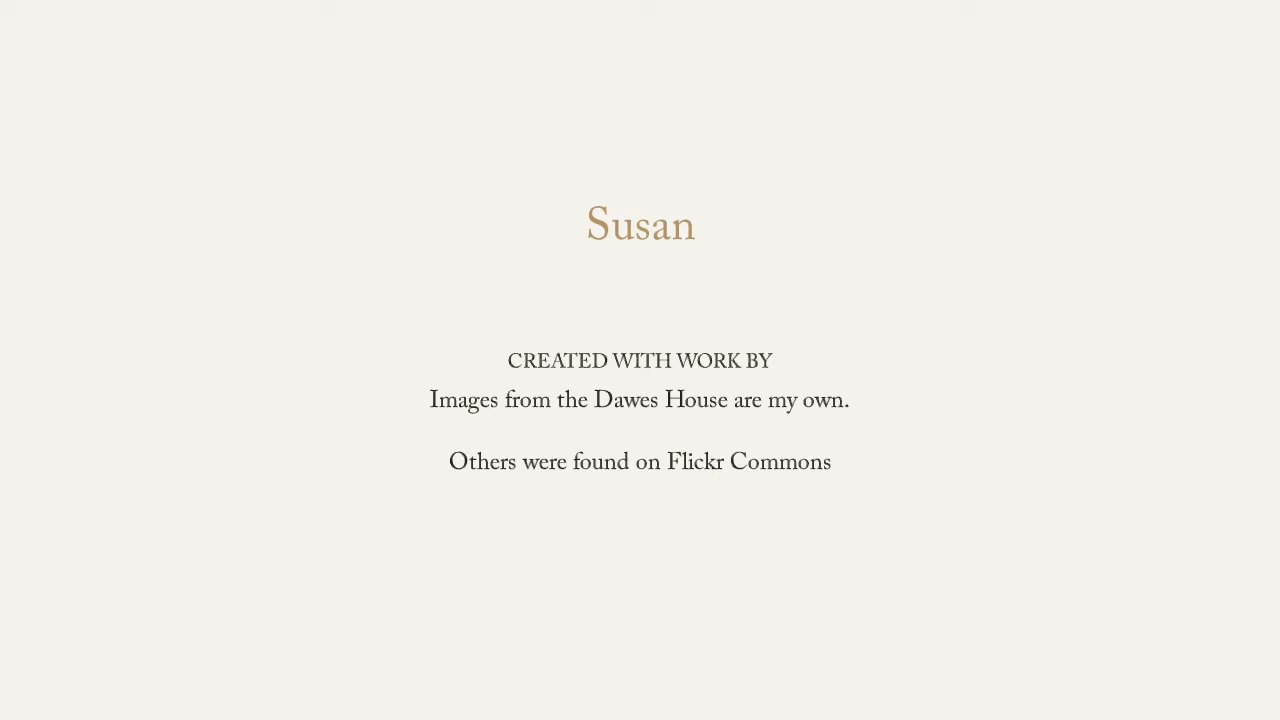 Susan
CREATED WITH WORK BY
Images from the Dawes House are my own.
Others were found on Flickr Commons